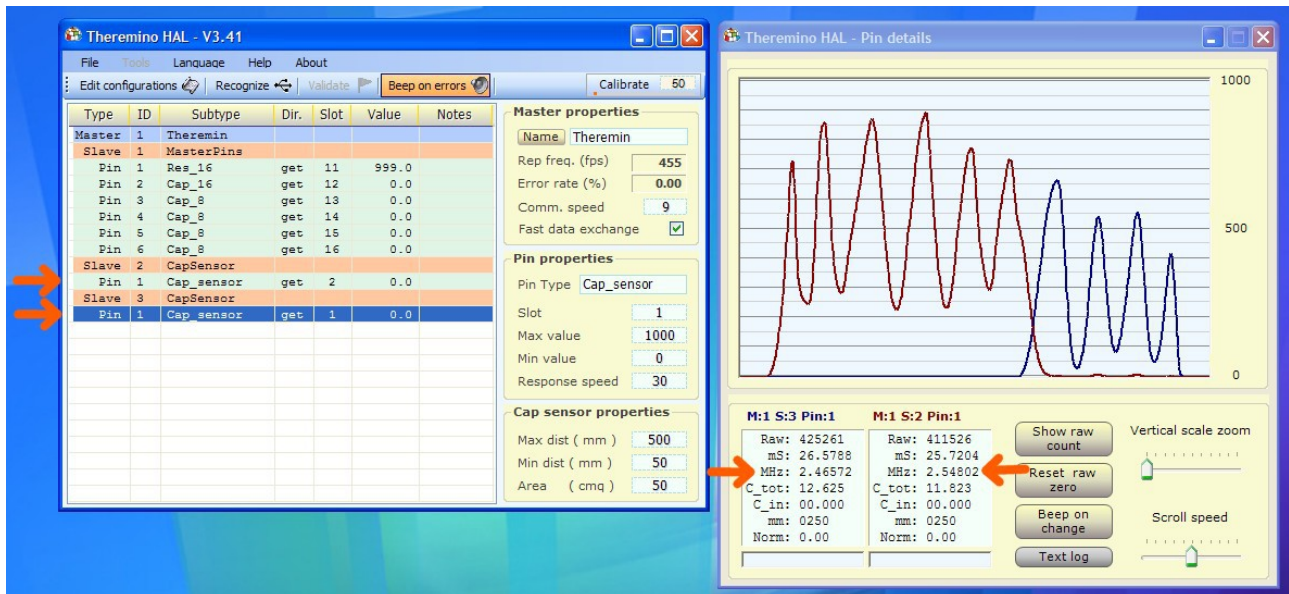 Theremino HAL - V3.41
File Tools Language Help About
Edit configurations Recognize Validate Beep on errors Calibrate 50
Type ID Subtype Dir. Slot Value Notes
Master 1 Theremin
Slave 1 MasterPins
Pin 1 Res_16 get 11 999.0
Pin 2 Cap_16 get 12 0.0
Pin 3 Cap_8 get 13 0.0
Pin 4 Cap_8 get 14 0.0
Pin 5 Cap_8 get 15 0.0
Pin 6 Cap_8 get 16 0.0
Slave 2 CapSensor
Pin 1 Cap_sensor get 2 0.0
Slave 3 CapSensor
Pin 1 Cap_sensor get 1 0.0
Master properties
Name Theremin
Rep freq. (fps) 455
Error rate (%) 0.00
Comm. speed 9
Fast data exchange
Pin properties
Pin Type Cap_sensor
Slot 1
Max value 1000
Min value 0
Response speed 30
Cap sensor properties
Max dist ( mm ) 500
Min dist ( mm ) 50
Area ( cmq ) 50
Theremino HAL - Pin details
1000
500
0
M:1 S:3 Pin:1
Raw: 425261
mS: 26.5788
MHz: 2.46572
C_tot: 12.625
C_in: 00.000
mm: 0250
Norm: 0.00
M:1 S:2 Pin:1
Raw: 411526
mS: 25.7204
MHz: 2.54802
C_tot: 11.823
C_in: 00.000
mm: 0250
Norm: 0.00
Show raw
count
Reset raw
zero
Beep on
change
Text log
Vertical scale zoom
Scroll speed